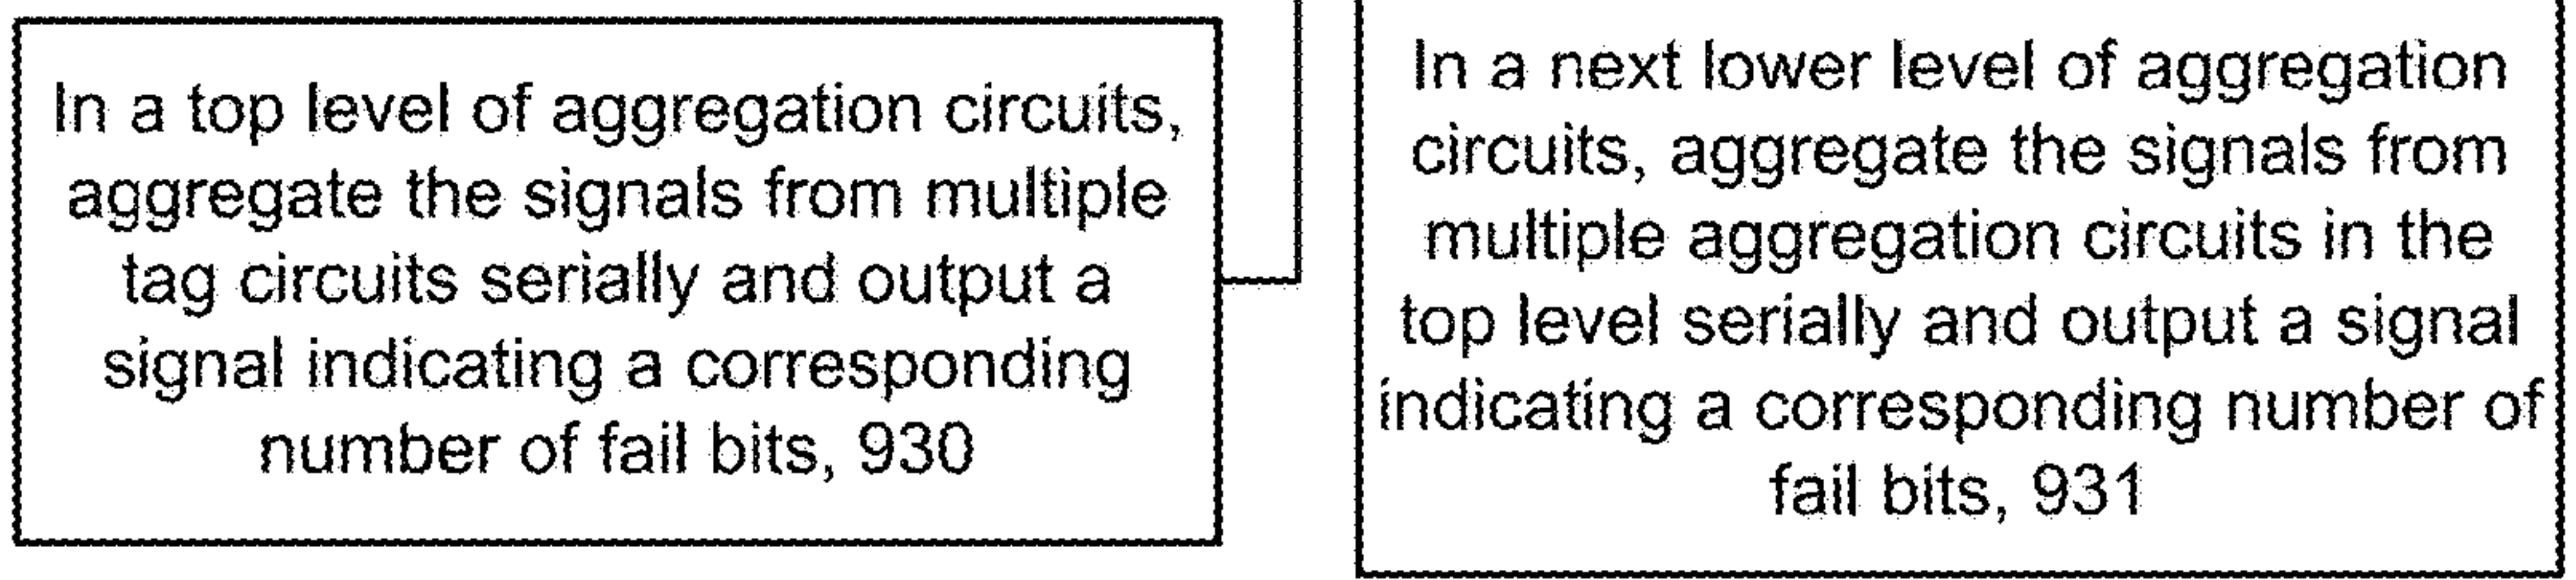 In a top level of aggregation circuits,
aggregate the signals from multiple
tag circuits serially and output a
signal indicating a corresponding
number of fail bits, 930
In a next lower level of aggregation
circuits, aggregate the signals from
multiple aggregation circuits in the
top level serially and output a signal
indicating a corresponding number of
fail bits, 931